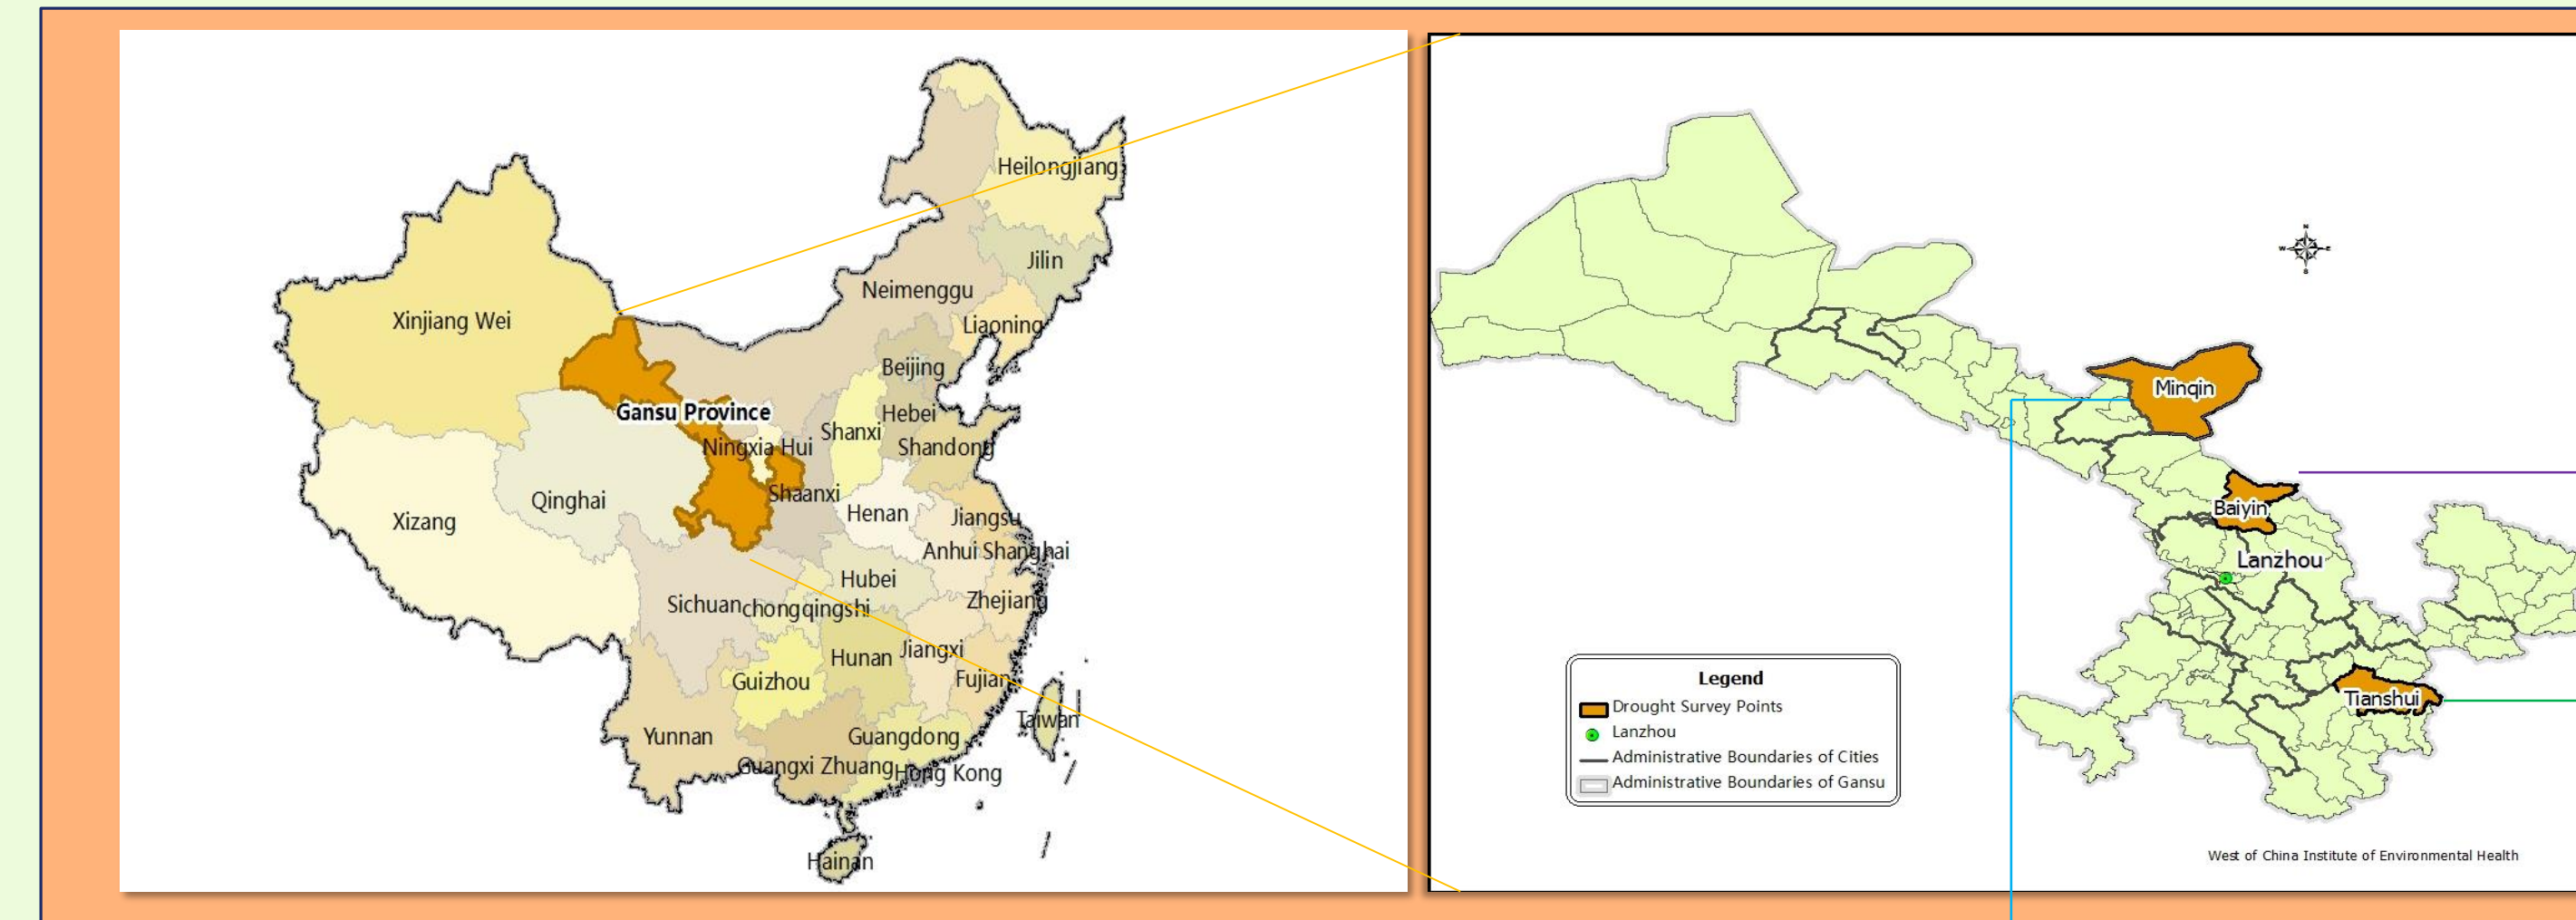 Heilongjiang
Jilin
Neimenggu
Xinjiang Wei
Liaoning
Beijing
Gansu Province
Hebei
Shanxi
Ningxia Hui
Shandong
Shaanxi
Qinghai
Henan
Jiangsu
Xizang
Anhui
Shanghai
Hubei
Zhejiang
Sichuan
chongqingshi
Jiangxi
Hunan
Guizhou
Fujian
Taiwan
Yunnan
Guangdong
Guangxi Zhuang
Hong Kong
Hainan
N
W
E
S
Minqin
Baiyin
Lanzhou
Tianshui
Legend
Drought Survey Points
Lanzhou
Administrative Boundaries of Cities
Administrative Boundaries of Gansu
West of China Institute of Environmental Health